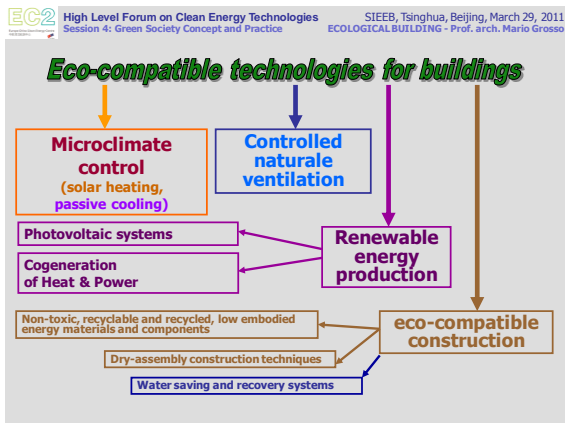 EC2
High Level Forum on Clean Energy Technologies
SIEEB, Tsinghua, Beijing, March 29, 2011
Session 4: Green Society Concept and Practice
ECOLOGICAL BUILDING - Prof. arch. Mario Grosso
Eco-compatible technologies for buildings
Microclimate
control
(solar heating,
passive cooling)
Controlled
naturale
ventilation
Photovoltaic systems
Cogeneration
of Heat & Power
Renewable
energy
production
Non-toxic, recyclable and recycled, low embodied
energy materials and components
eco-compatible
construction
Dry-assembly construction techniques
Water saving and recovery systems